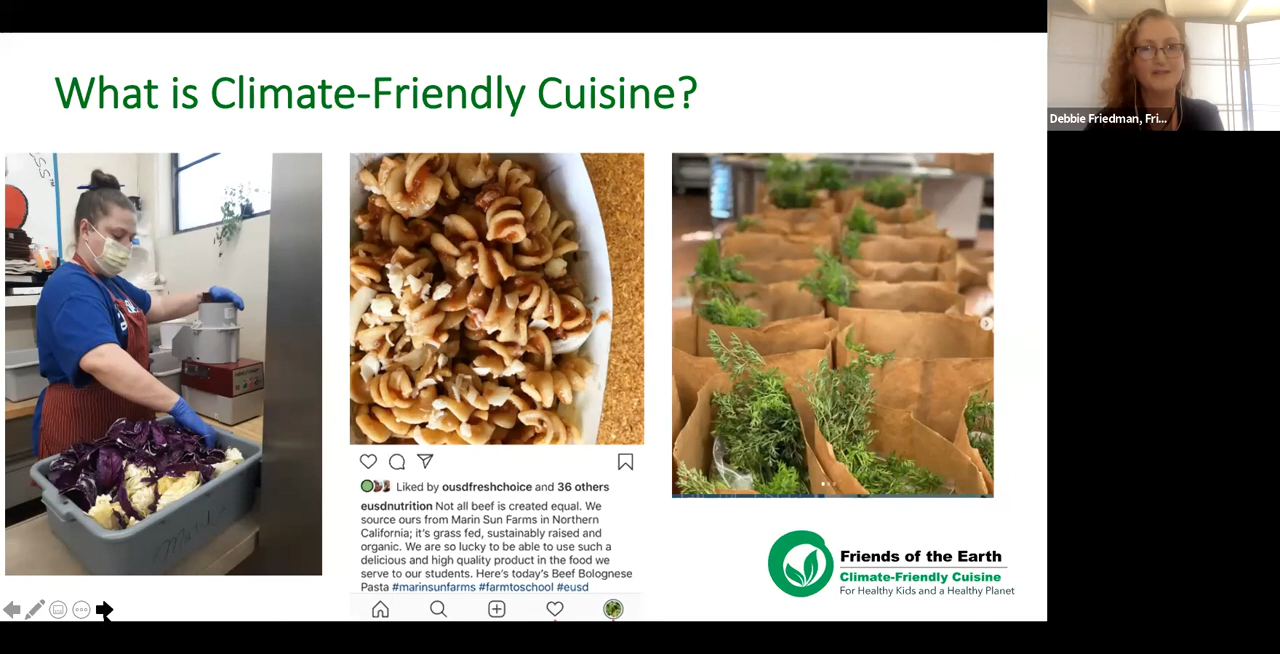 What is Climate-Friendly Cuisine?
Debbie Friedman, Fri...
Liked by ousdfreshchoice and 36 others
eusdnutrition Not all beef is created equal. We
source ours from Marin Sun Farms in Northern
California; it's grass fed, sustainably raised and
organic. We are so lucky to be able to use such a
delicious and high quality product in the food we
serve to our students. Here's today's Beef Bolognese
Pasta #marinsunfarms #farmtoschool #eusd
Friends of the Earth
Climate-Friendly Cuisine
For Healthy Kids and a Healthy Planet